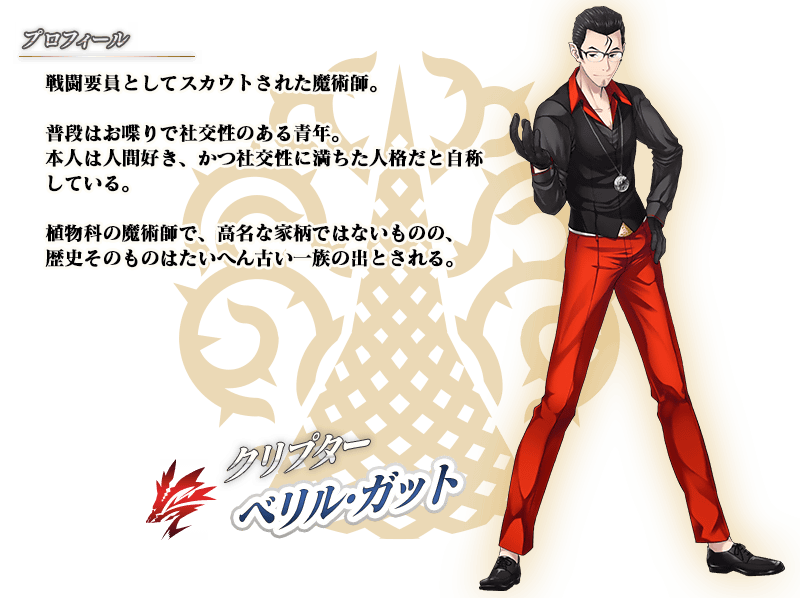 プロフィール
戦闘要員としてスカウトされた魔術師。
普段はお喋りで社交性のある青年。
本人は人間好き、かつ社交性に満ちた人格だと自称
している。
植物科の魔術師で、高名な家柄ではないものの、
歴史そのものはたいへん古い一族の出とされる。
クリプター
ベリル・ガット